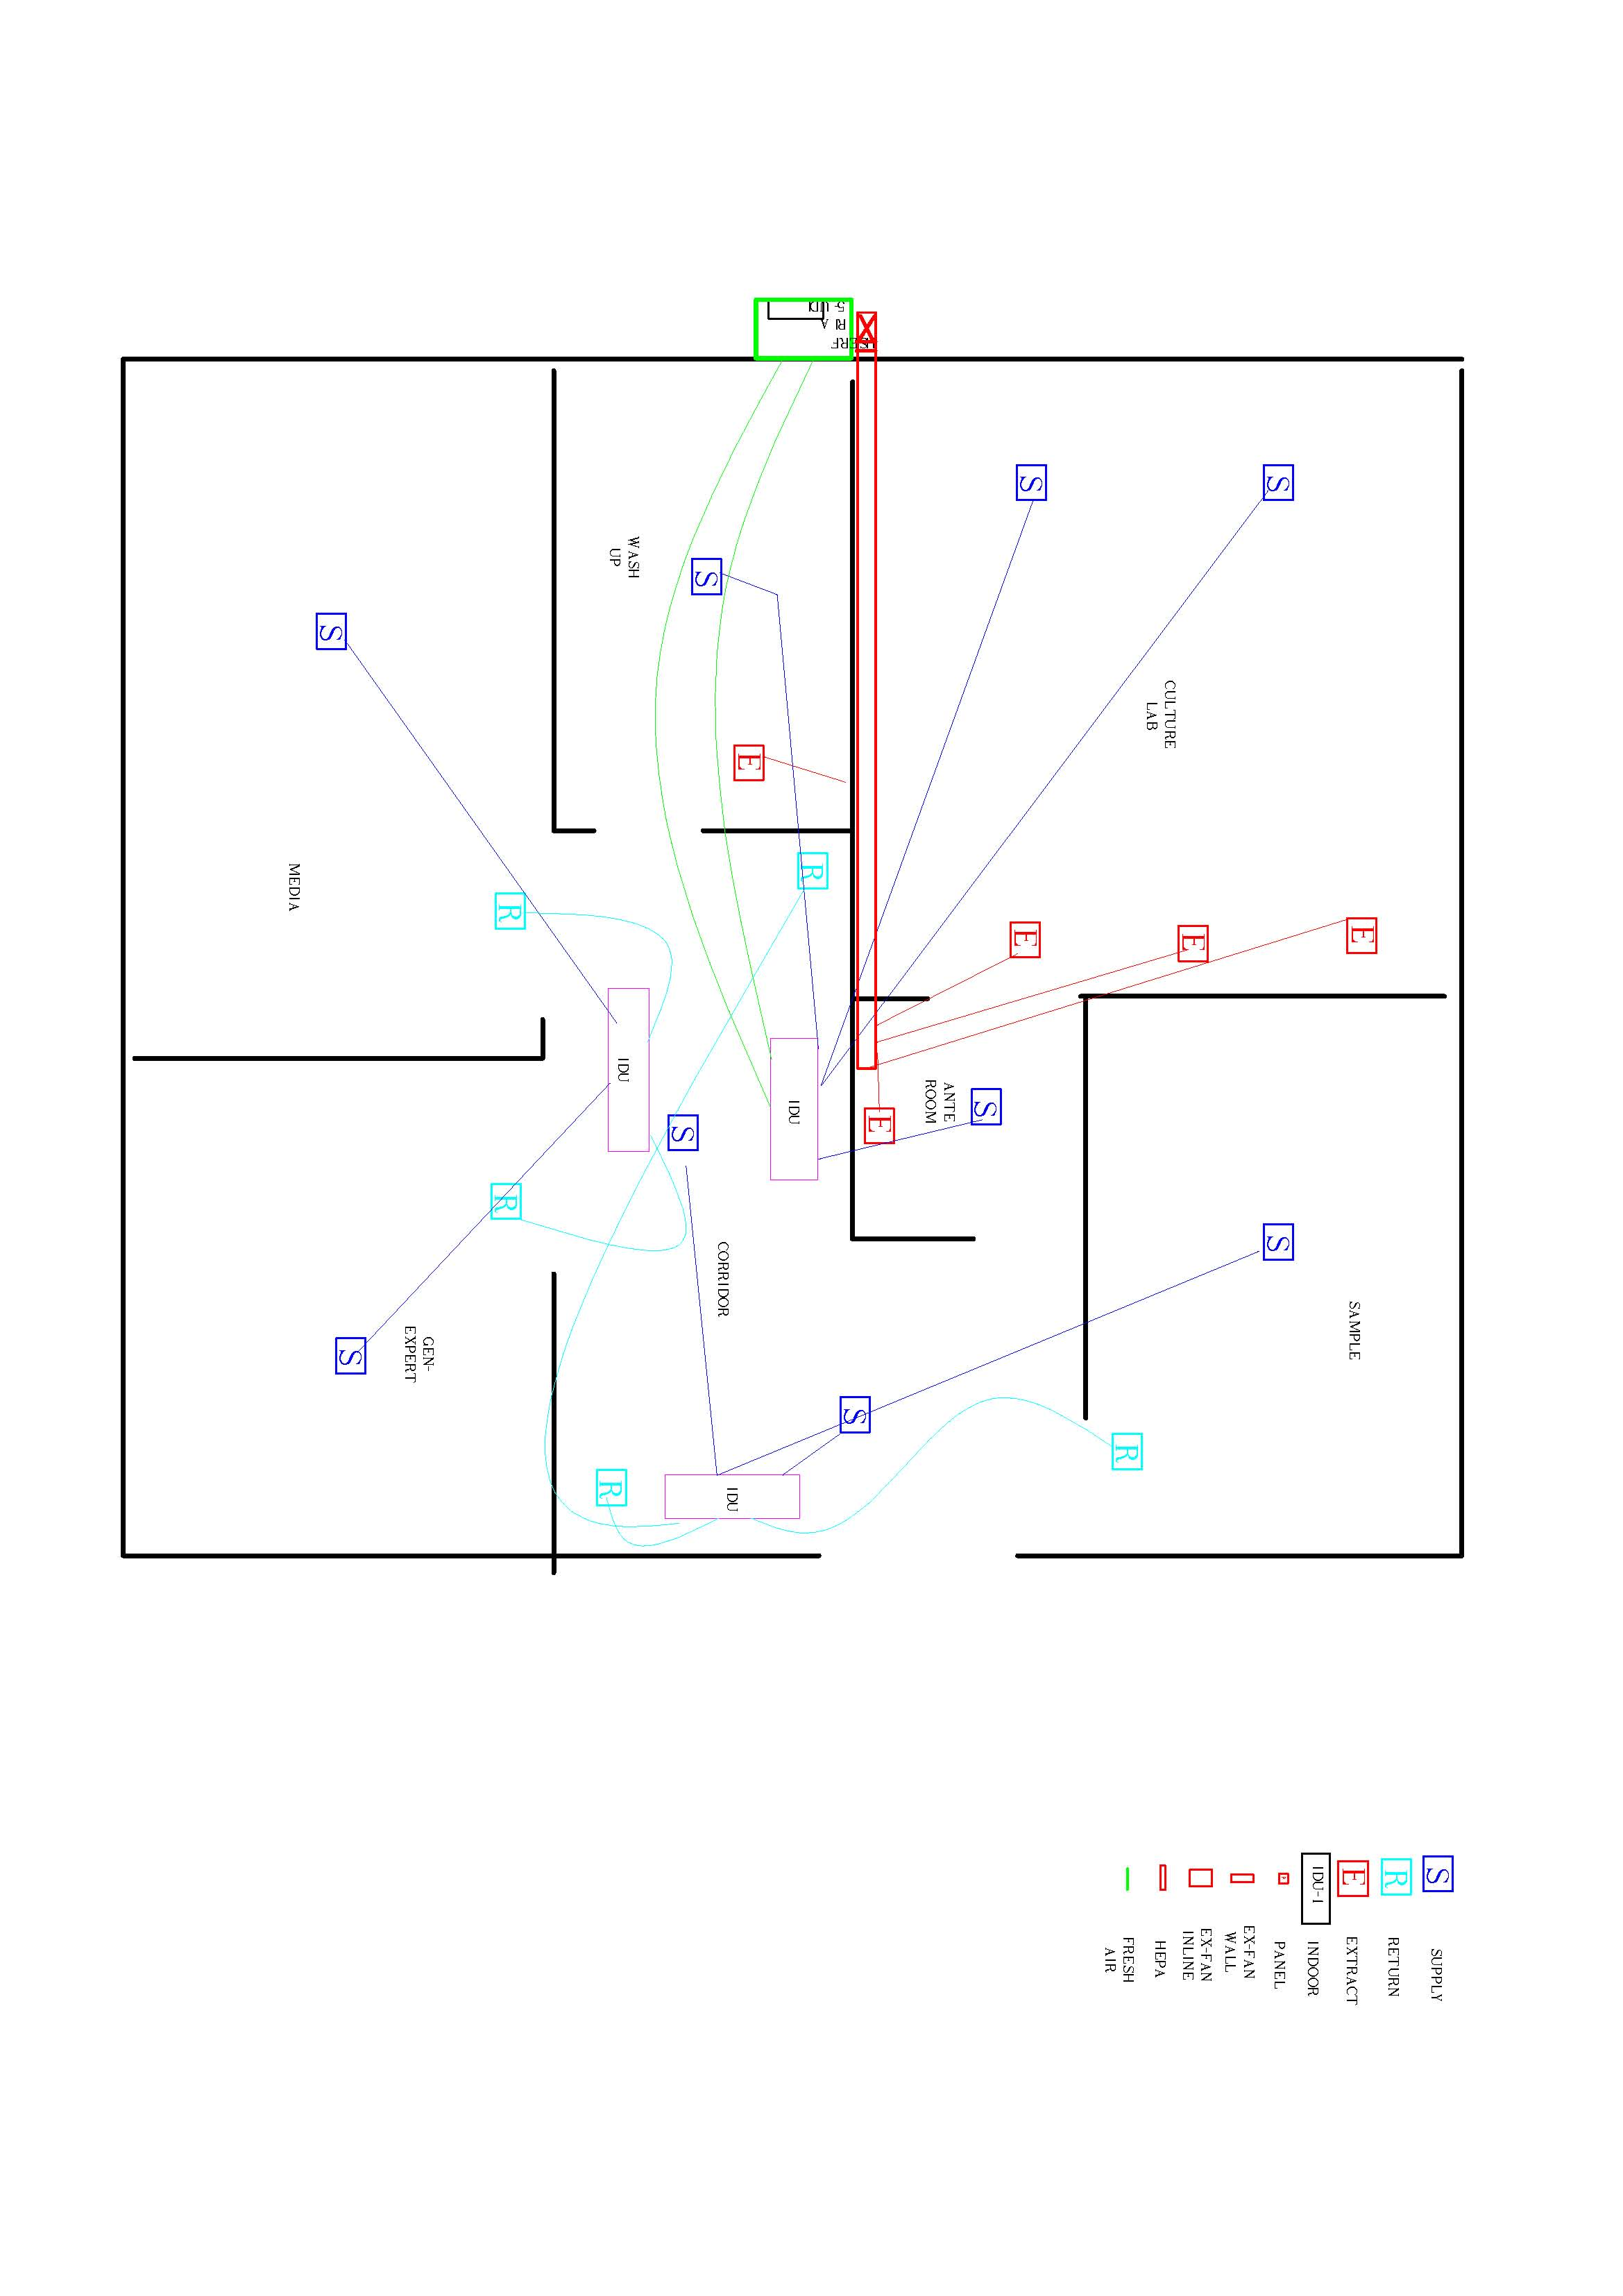 E
SAMPLE
S
S
E
CULTURE
LAB
R
S
E
S
ANTE
ROOM
E
S
R
IDU
E
IDU
CORRIDOR
S
S
WASH
UP
IDU
R
R
R
GEN-
EXPERT
S
S
MEDIA
S SUPPLY
R RETURN
E EXTRACT
IDU-1 INDOOR
PANEL
EX-FAN
WALL
EX-FAN
INLINE
HEPA
FRESH
AIR